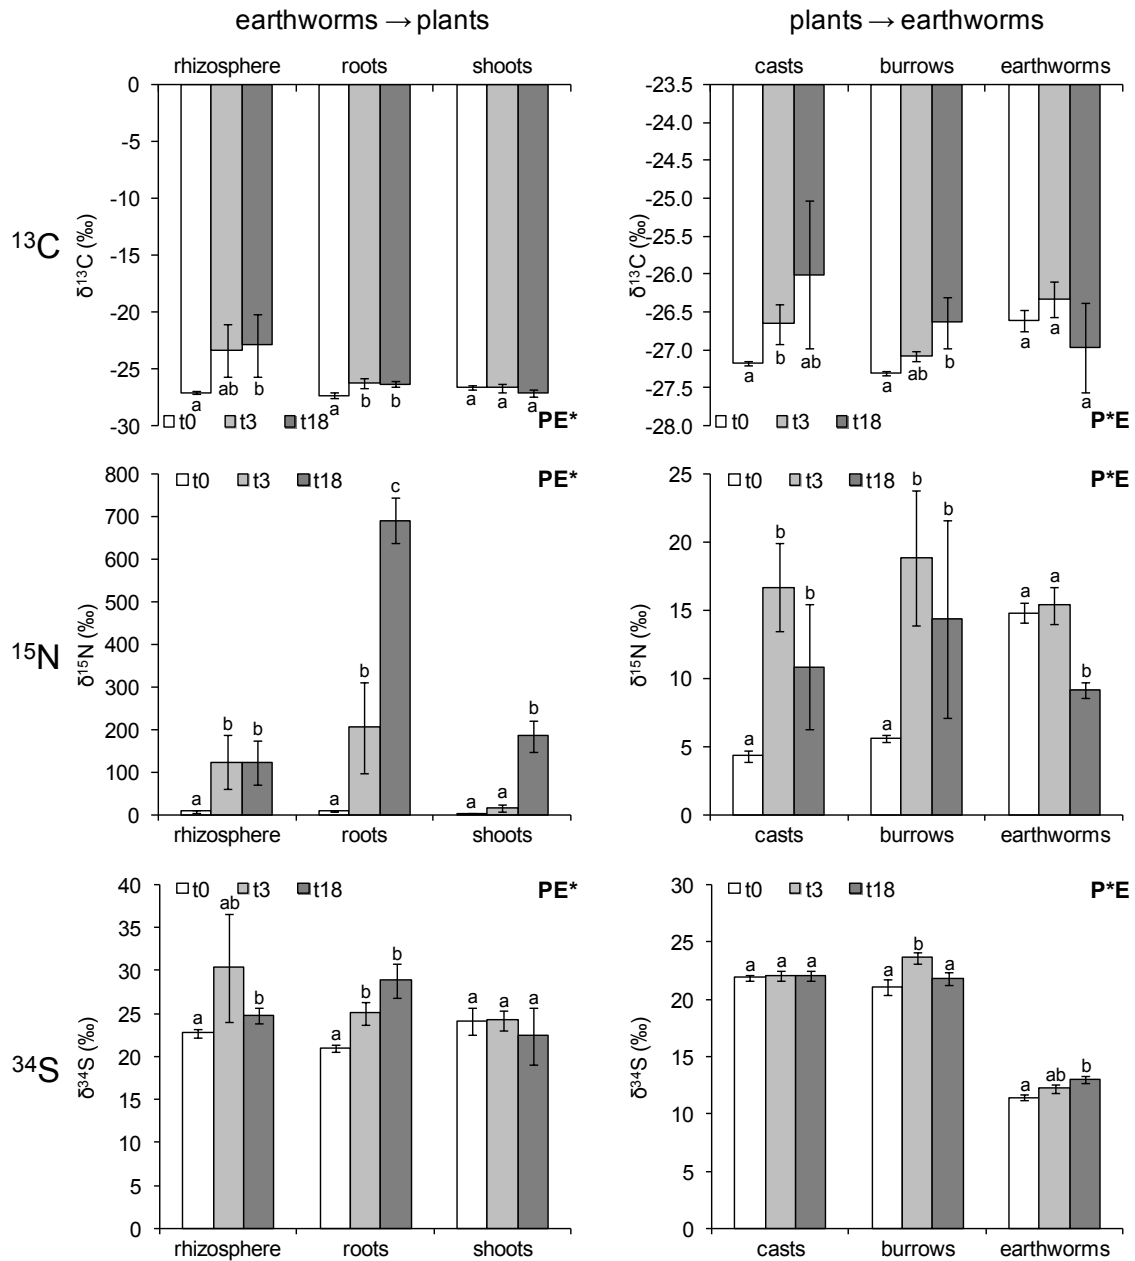 earthworms → plants
plants → earthworms
¹³C
rhizosphere roots shoots
δ¹³C (‰)
0
-5
-10
-15
-20
-25
-30
a ab b a b b a a a
t0 t3 t18
PE*
casts burrows earthworms
δ¹³C (‰)
-23.5
-24.0
-24.5
-25.0
-25.5
-26.0
-26.5
-27.0
-27.5
-28.0
a b ab a ab b a a a
t0 t3 t18
P*E
¹⁵N
δ¹⁵N (‰)
800
700
600
500
400
300
200
100
0
t0 t3 t18
PE*
a b b a b c a a b
rhizosphere roots shoots
δ¹⁵N (‰)
25
20
15
10
5
0
t0 t3 t18
P*E
a b b a b b a a b
casts burrows earthworms
³⁴S
δ³⁴S (‰)
40
35
30
25
20
15
10
5
0
t0 t3 t18
PE*
a ab b a b b a a a
rhizosphere roots shoots
δ³⁴S (‰)
30
25
20
15
10
5
0
t0 t3 t18
P*E
a a a a b a a ab b
casts burrows earthworms